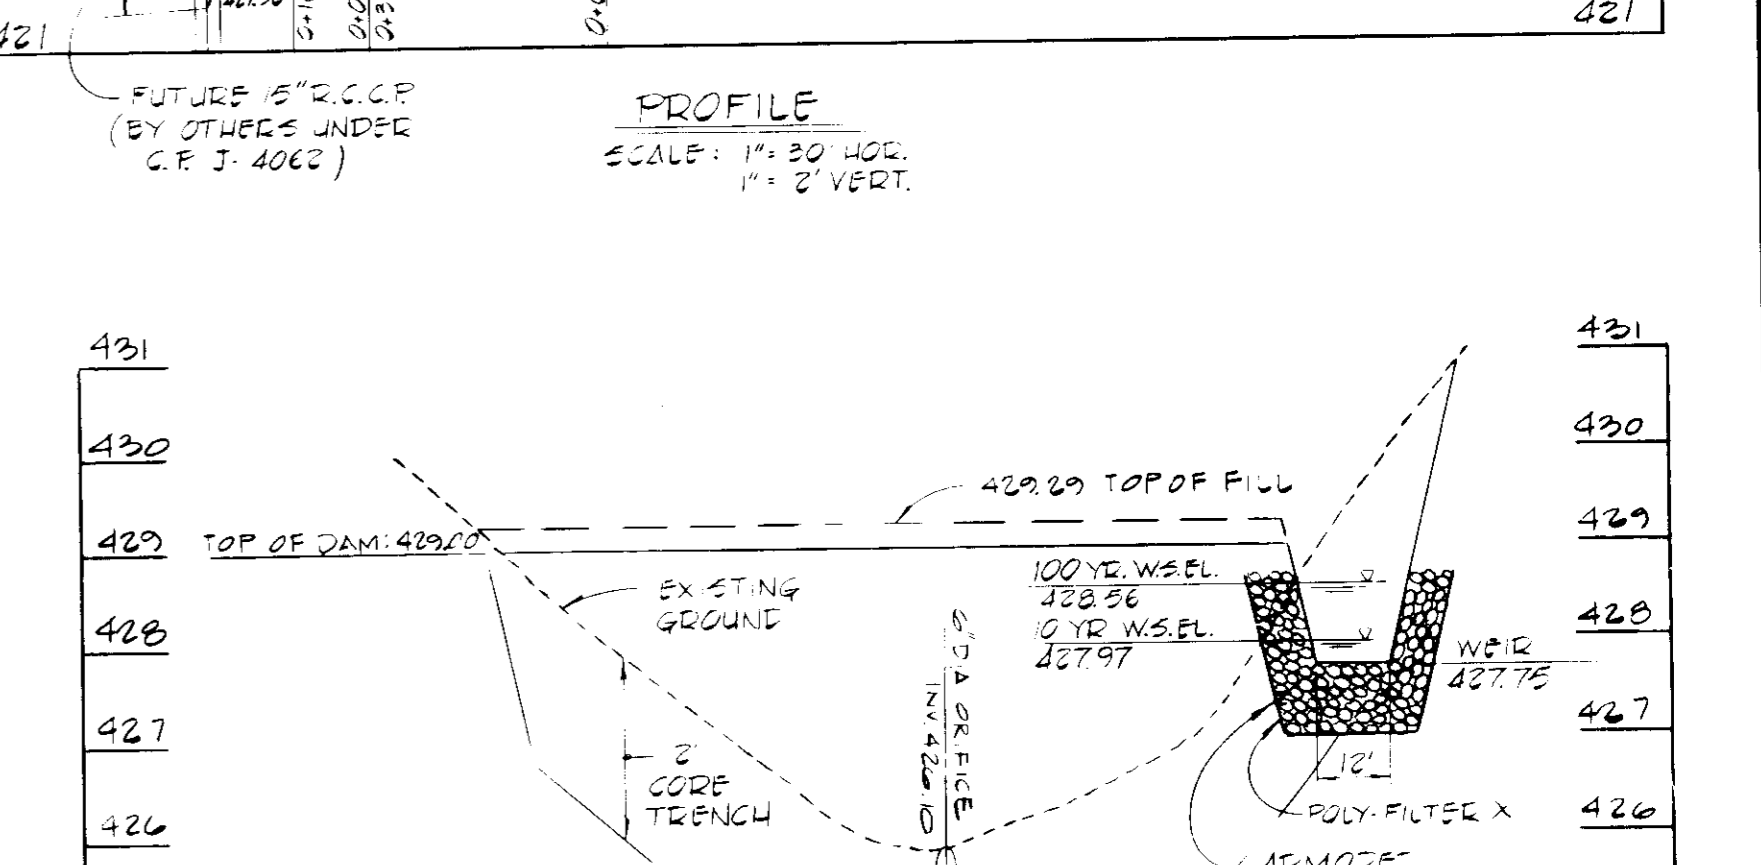 421
421
FUTURE 15" R.C.C.P.
(BY OTHERS UNDER
C.F. J-4062)
PROFILE
SCALE: 1"= 30' HOR.
1"= 2' VERT.
431
431
430
430
429.29 TOP OF FILL
429
TOP OF DAM: 429.00
429
100 YR. W.S.EL.
428.56
EXISTING
GROUND
428
428
10 YR W.S.EL.
427.97
WEIR
427.75
6" DIA ORIFICE
INV. 426.10
427
427
2'
CORE
TRENCH
12'
POLY-FILTER X
426
426